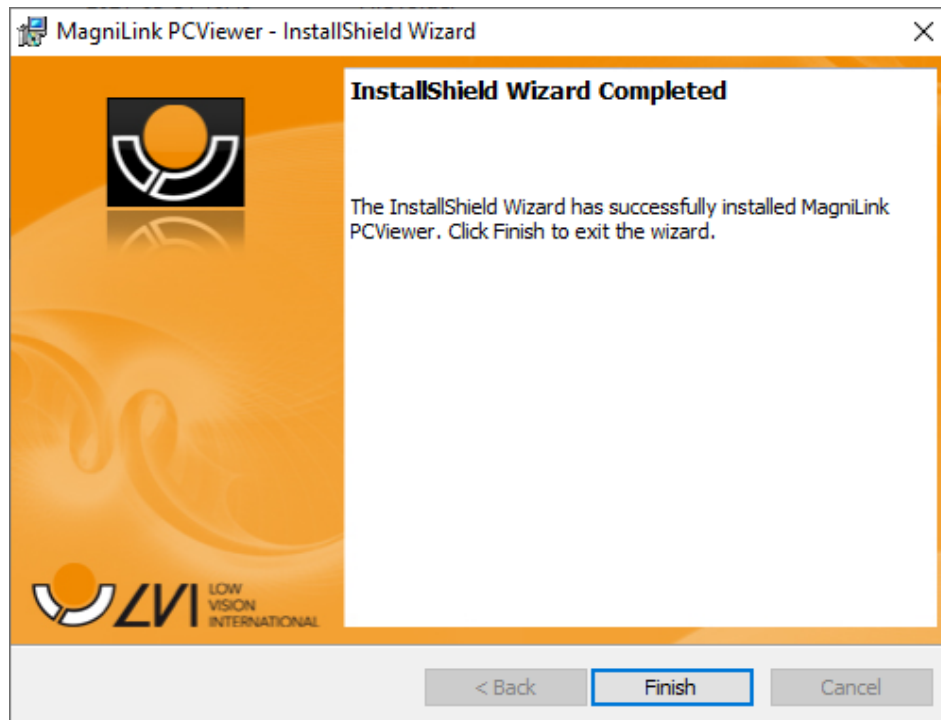 MagniLink PCViewer - InstallShield Wizard
InstallShield Wizard Completed
The InstallShield Wizard has successfully installed MagniLink
PCViewer. Click Finish to exit the wizard.
LVI
LOW
VISION
INTERNATIONAL
< Back
Finish
Cancel